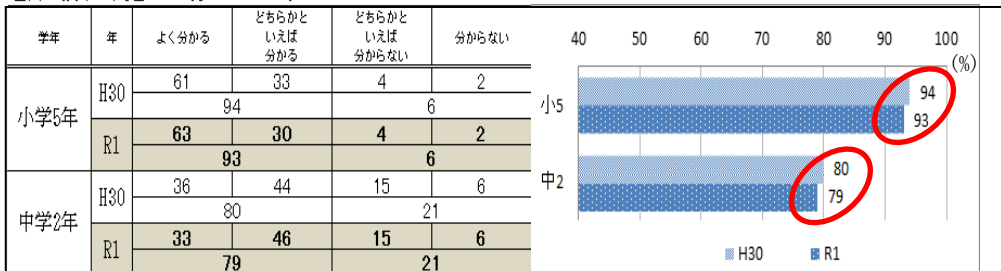 学年 年 よく分かる どちらかと いえば 分かる どちらかと いえば 分からない 分からない
小学5年 H30 61 33 4 2
94 6
R1 63 30 4 2
93 6
中学2年 H30 36 44 15 6
80 21
R1 33 46 15 6
79 21
40 50 60 70 80 90 100
(%)
小5 94
93
中2 80
79
H30 R1